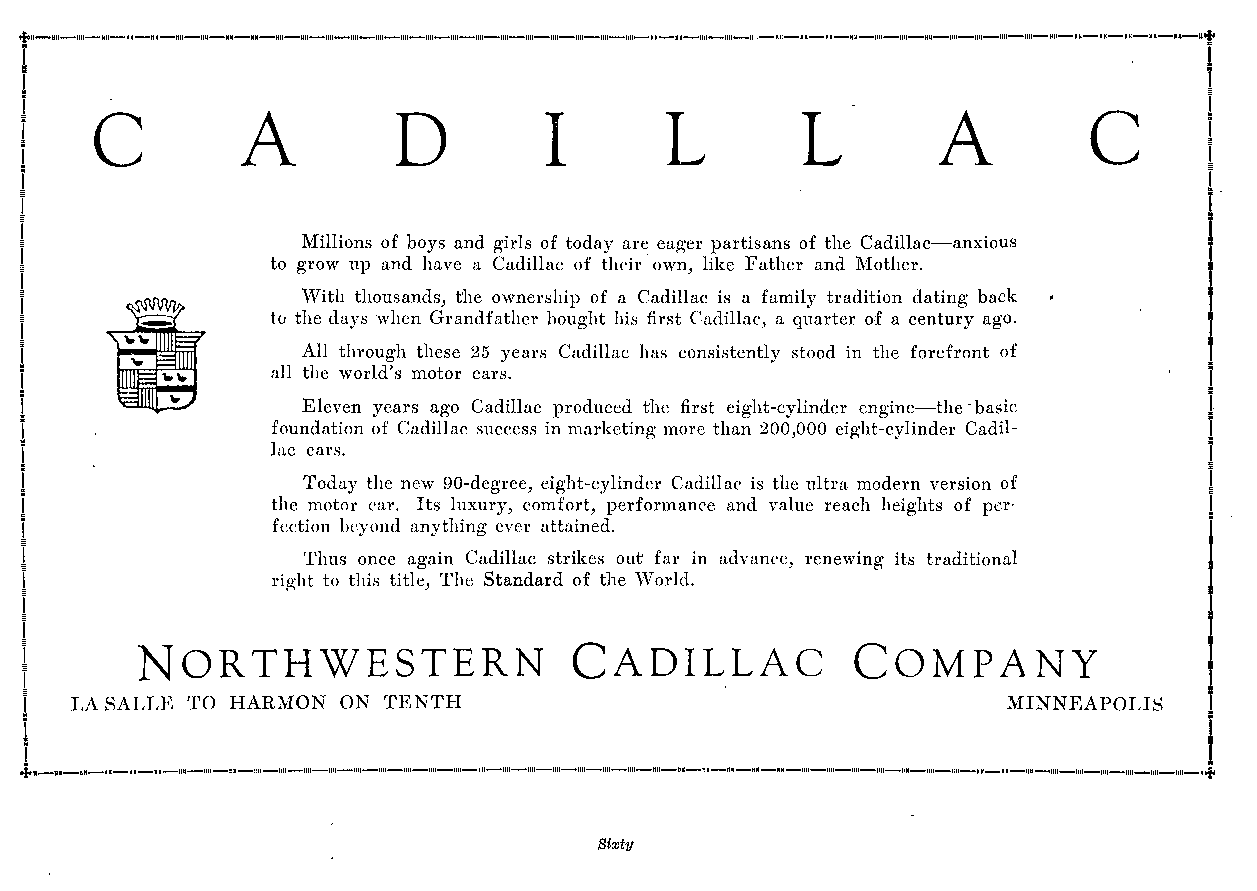 CADILLAC
Millions of boys and girls of today are eager partisans of the Cadillac—anxious
to grow up and have a Cadillac of their own, like Father and Mother.
With thousands, the ownership of a Cadillac is a family tradition dating back
to the days when Grandfather bought his first Cadillac, a quarter of a century ago.
All through these 25 years Cadillac has consistently stood in the forefront of
all the world's motor cars.
Eleven years ago Cadillac produced the first eight-cylinder engine—the basic
foundation of Cadillac success in marketing more than 200,000 eight-cylinder Cadil-
lac cars.
Today the new 90-degree, eight-cylinder Cadillac is the ultra modern version of
the motor car. Its luxury, comfort, performance and value reach heights of per-
fection beyond anything ever attained.
Thus once again Cadillac strikes out far in advance, renewing its traditional
right to this title, The Standard of the World.
NORTHWESTERN CADILLAC COMPANY
LA SALLE TO HARMON ON TENTH MINNEAPOLIS
Sixty